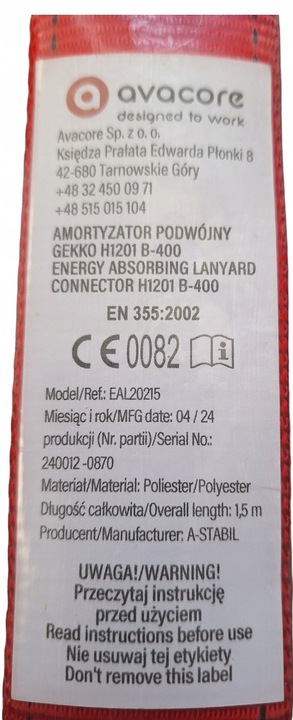 a avacore
designed to work
Avacore Sp. z o. o.
Księdza Prałata Edwarda Płonki 8
42-680 Tarnowskie Góry
+48 32 450 09 71
+48 515 015 104
AMORTYZATOR PODWÓJNY
GEKKO H1201 B-400
ENERGY ABSORBING LANYARD
CONNECTOR H1201 B-400
EN 355:2002
CE 0082 i
Model/Ref.: EAL20215
Miesiąc i rok/MFG date: 04 / 24
produkcji (Nr. partii)/Serial No.:
240012 -0870
Materiał/Material: Poliester/Polyester
Długość całkowita/Overall length: 1,5 m
Producent/Manufacturer: A-STABIL
UWAGA!/WARNING!
Przeczytaj instrukcję
przed użyciem
Read instructions before use
Nie usuwaj tej etykiety
Don't remove this label